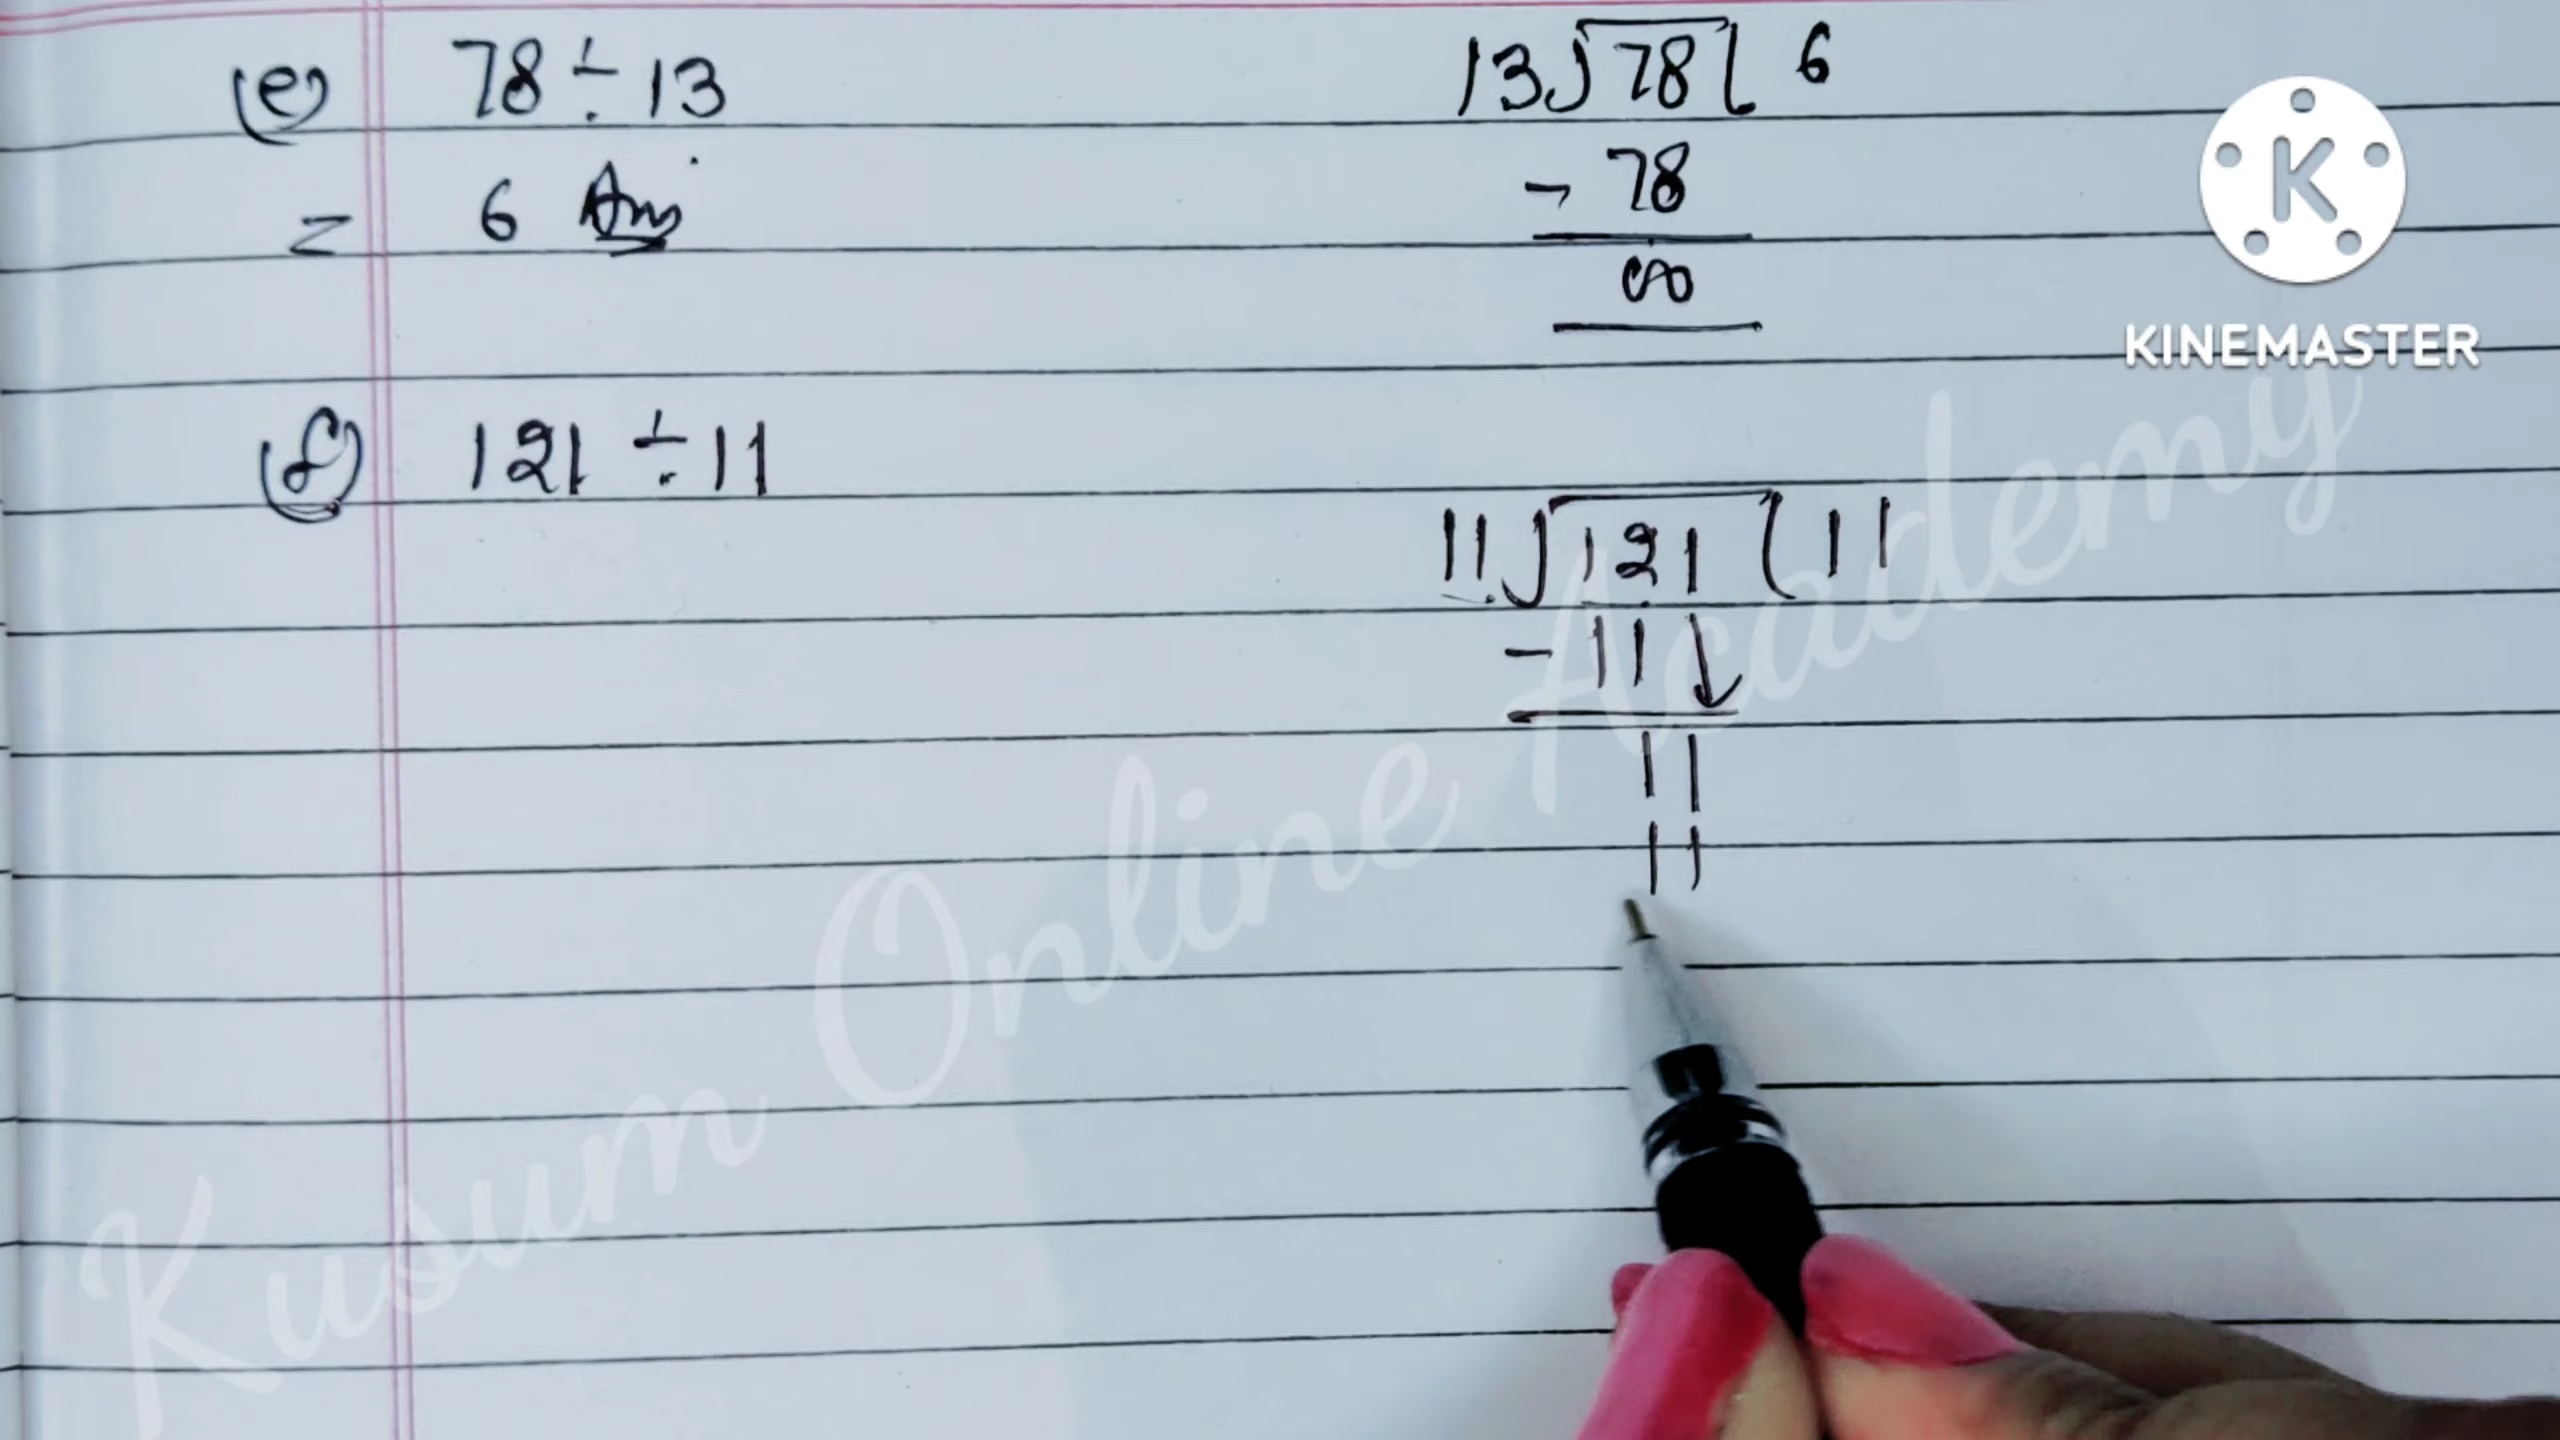 (e) 78 ÷ 13
= 6 Ans
13)78( 6
- 78
00
KINEMASTER
(f) 121 ÷ 11
11)121(11
- 11↓
11
11
Kusum Online Academy